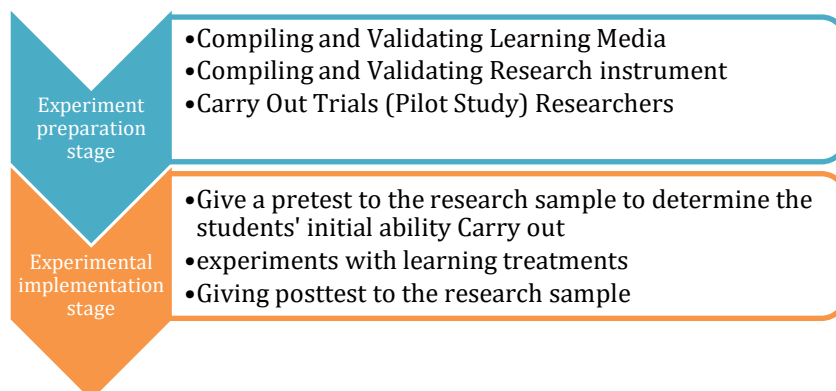 Experiment
preparation
stage
•Compiling and Validating Learning Media
•Compiling and Validating Research instrument
•Carry Out Trials (Pilot Study) Researchers
Experimental
implementation
stage
•Give a pretest to the research sample to determine the
students' initial ability Carry out
•experiments with learning treatments
•Giving posttest to the research sample